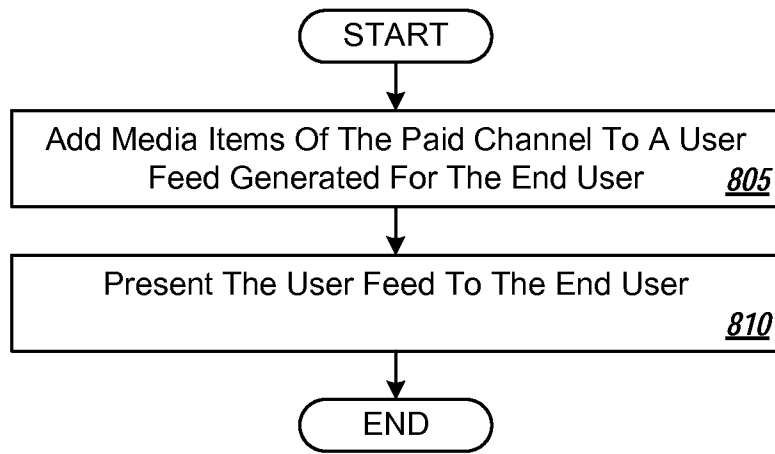 START
Add Media Items Of The Paid Channel To A User
Feed Generated For The End User
805
Present The User Feed To The End User
810
END